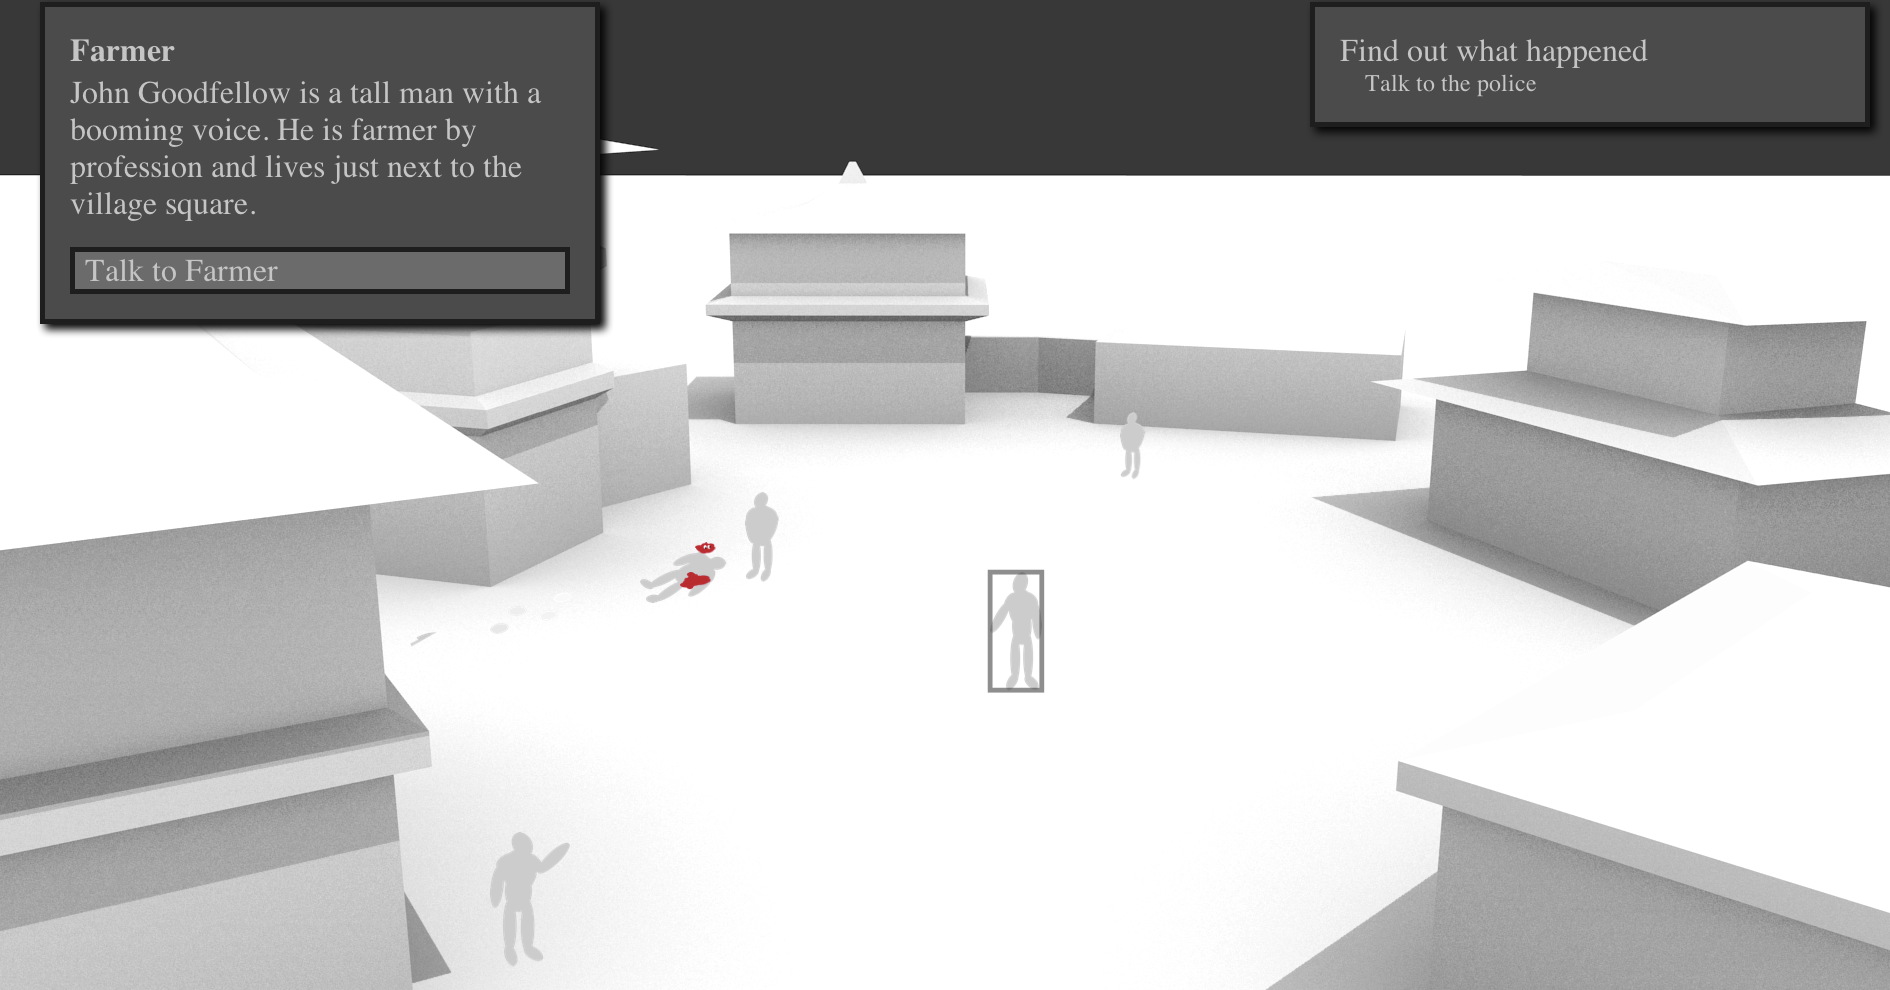 Farmer
John Goodfellow is a tall man with a
booming voice. He is farmer by
profession and lives just next to the
village square.
Talk to Farmer
Find out what happened
Talk to the police